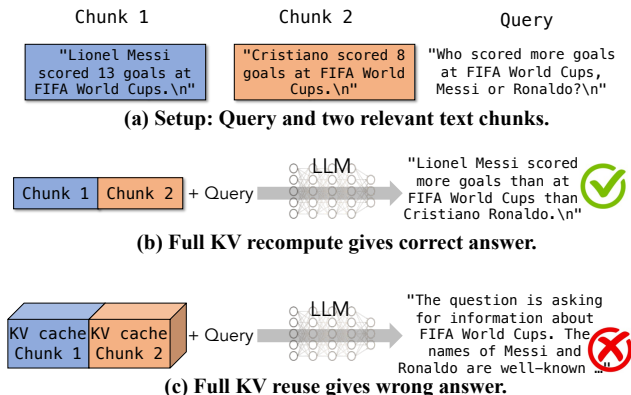 Chunk 1
Chunk 2
Query
"Lionel Messi
scored 13 goals at
FIFA World Cups.\n"
"Cristiano scored 8
goals at FIFA World
Cups.\n"
"Who scored more goals
at FIFA World Cups,
Messi or Ronaldo?\n"
(a) Setup: Query and two relevant text chunks.
Chunk 1
Chunk 2
+ Query
LLM
"Lionel Messi scored
more goals than at
FIFA World Cups than
Cristiano Ronaldo.\n"
(b) Full KV recompute gives correct answer.
KV cache
Chunk 1
KV cache
Chunk 2
+ Query
LLM
"The question is asking
for information about
FIFA World Cups. The
names of Messi and
Ronaldo are well-known …"
(c) Full KV reuse gives wrong answer.